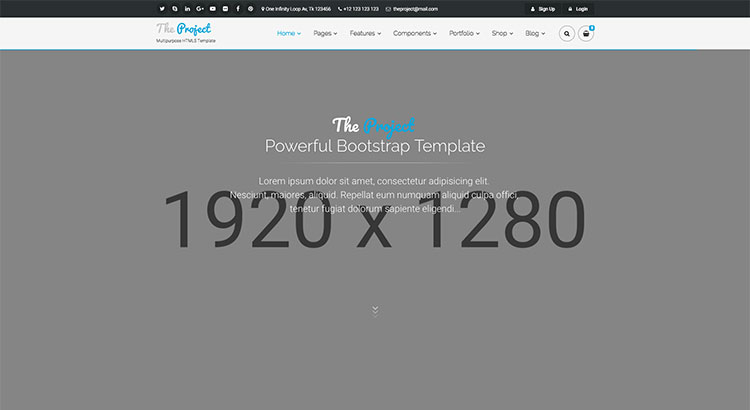 One Infinity Loop Av, Tk 123456 +12 123 123 123 theproject@mail.com Sign Up Login
The Project
Multipurpose HTML5 Template
Home Pages Features Components Portfolio Shop Blog
The Project
Powerful Bootstrap Template
Lorem ipsum dolor sit amet, consectetur adipisicing elit.
Nesciunt, maiores, aliquid. Repellat eum numquam aliquid culpa offici
tenetur fugiat dolorum sapiente eligendi...
1920 x 1280